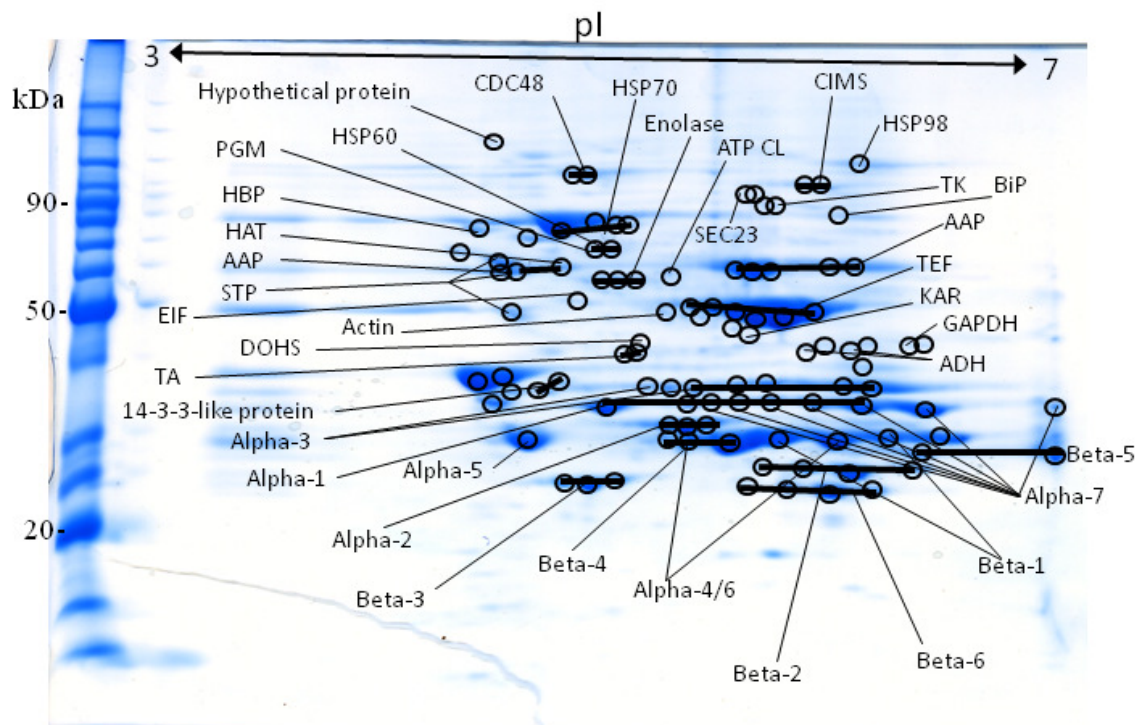 pI
3
7
kDa
CDC48
HSP70
CIMS
Hypothetical protein
HSP60
Enolase
HSP98
PGM
ATP CL
TK
BiP
HBP
90-
SEC23
AAP
HAT
AAP
TEF
STP
KAR
EIF
50-
Actin
GAPDH
DOHS
ADH
TA
14-3-3-like protein
Alpha-3
Alpha-1
Alpha-5
Beta-5
Alpha-7
20-
Alpha-2
Beta-4
Beta-1
Alpha-4/6
Beta-3
Beta-2
Beta-6